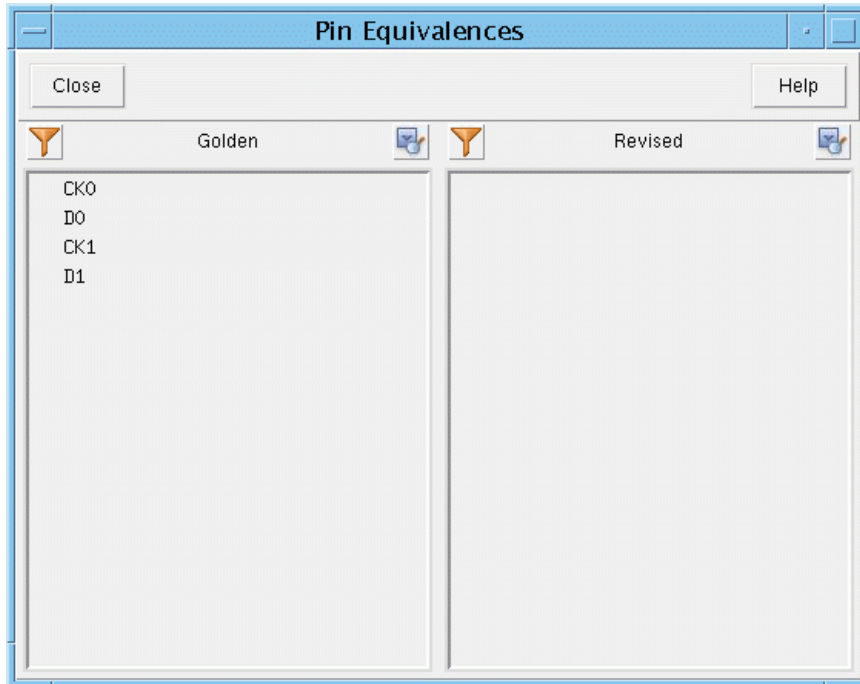 Pin Equivalences
Close
Help
Golden
Revised
CK0
D0
CK1
D1